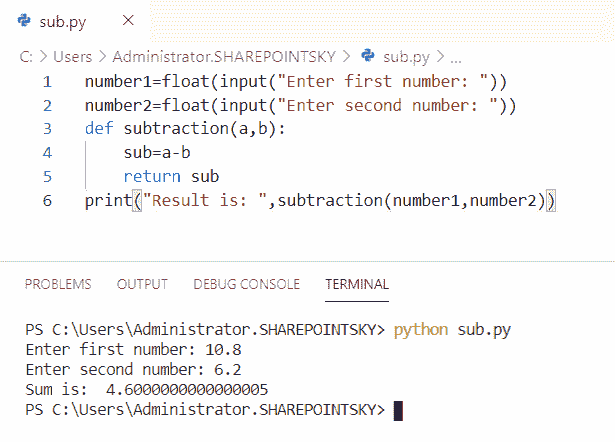 sub.py ×
C: > Users > Administrator.SHAREPOINTSKY > sub.py > ...
1 number1=float(input("Enter first number: "))
2 number2=float(input("Enter second number: "))
3 def subtraction(a,b):
4     sub=a-b
5     return sub
6 print("Result is: ",subtraction(number1,number2))
PROBLEMS OUTPUT DEBUG CONSOLE TERMINAL
PS C:\Users\Administrator.SHAREPOINTSKY> python sub.py
Enter first number: 10.8
Enter second number: 6.2
Sum is:  4.6000000000000005
PS C:\Users\Administrator.SHAREPOINTSKY>